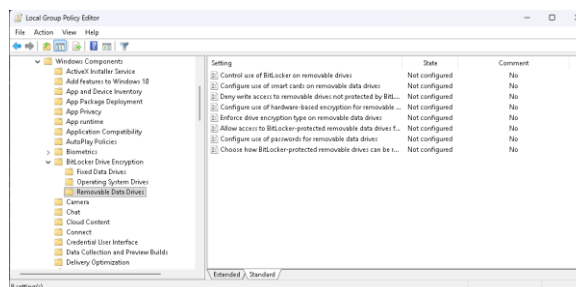 Local Group Policy Editor
File Action View Help
Windows Components
ActiveX Installer Service
Add features to Windows 10
App and Device Inventory
App Package Deployment
App Privacy
App runtime
Application Compatibility
AutoPlay Policies
Biometrics
BitLocker Drive Encryption
Fixed Data Drives
Operating System Drives
Removable Data Drives
Camera
Chat
Cloud Content
Connect
Credential User Interface
Data Collection and Preview Builds
Delivery Optimization
Setting State Comment
Control use of BitLocker on removable drives Not configured No
Configure use of smart cards on removable data drives Not configured No
Deny write access to removable drives not protected by BitL... Not configured No
Configure use of hardware-based encryption for removable ... Not configured No
Enforce drive encryption type on removable data drives Not configured No
Allow access to BitLocker-protected removable data drives f... Not configured No
Configure use of passwords for removable data drives Not configured No
Choose how BitLocker-protected removable drives can be r... Not configured No
Extended Standard
8 setting(s)